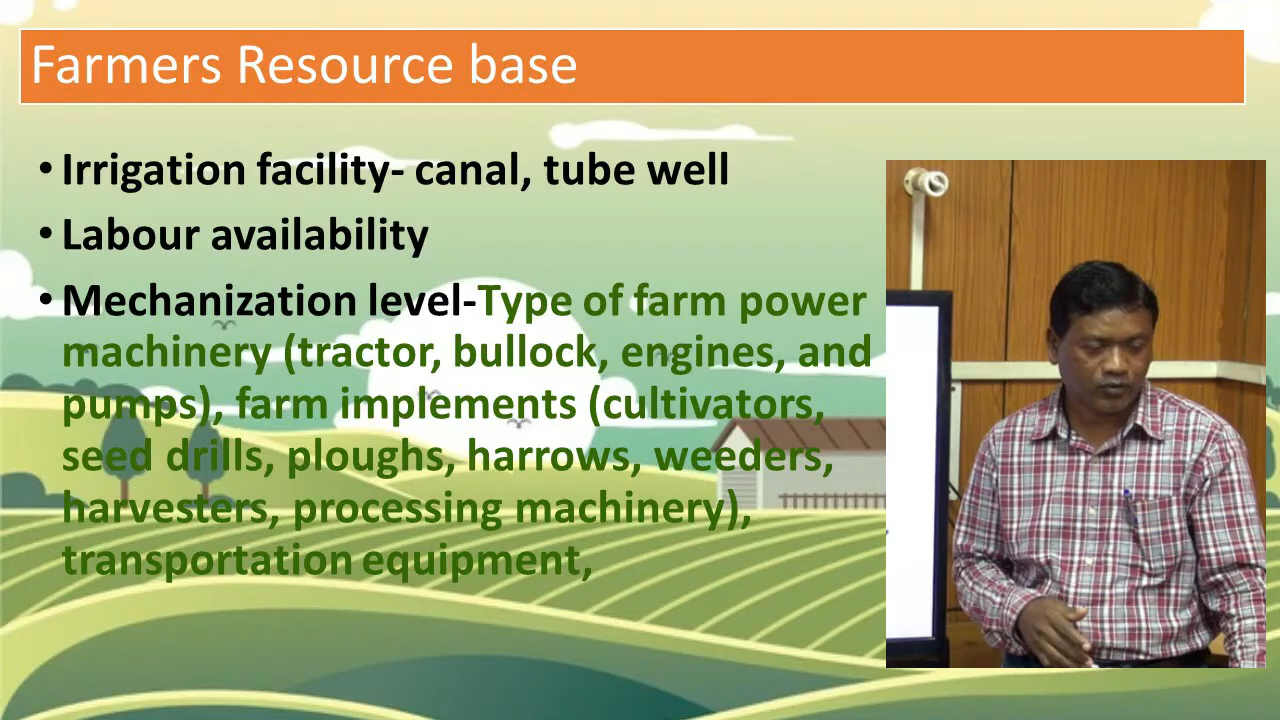 Farmers Resource base
• Irrigation facility- canal, tube well
• Labour availability
• Mechanization level-Type of farm power
machinery (tractor, bullock, engines, and
pumps), farm implements (cultivators,
seed drills, ploughs, harrows, weeders,
harvesters, processing machinery),
transportation equipment,